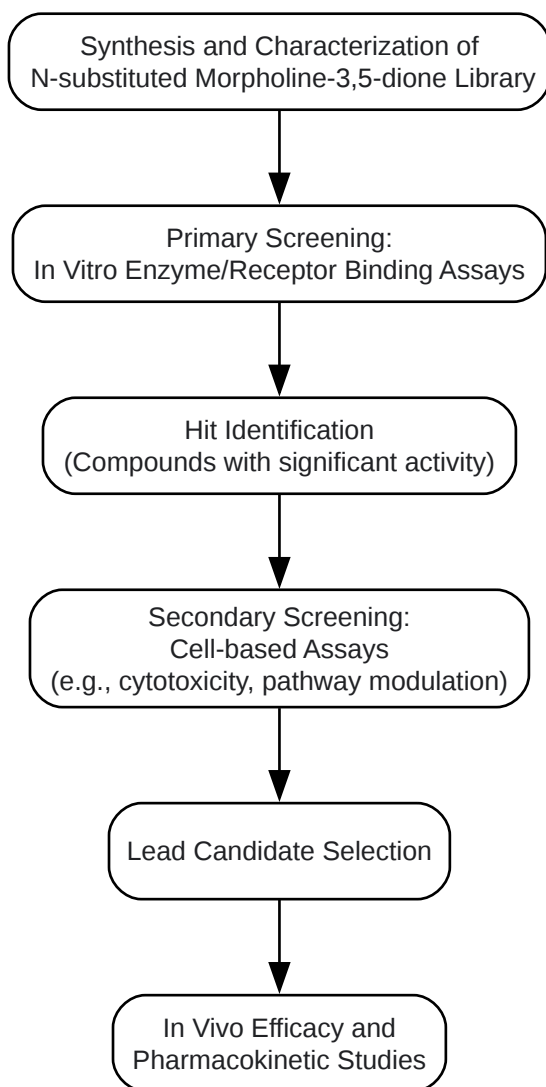 Synthesis and Characterization of
N-substituted Morpholine-3,5-dione Library
Primary Screening:
In Vitro Enzyme/Receptor Binding Assays
Hit Identification
(Compounds with significant activity)
Secondary Screening:
Cell-based Assays
(e.g., cytotoxicity, pathway modulation)
Lead Candidate Selection
In Vivo Efficacy and
Pharmacokinetic Studies